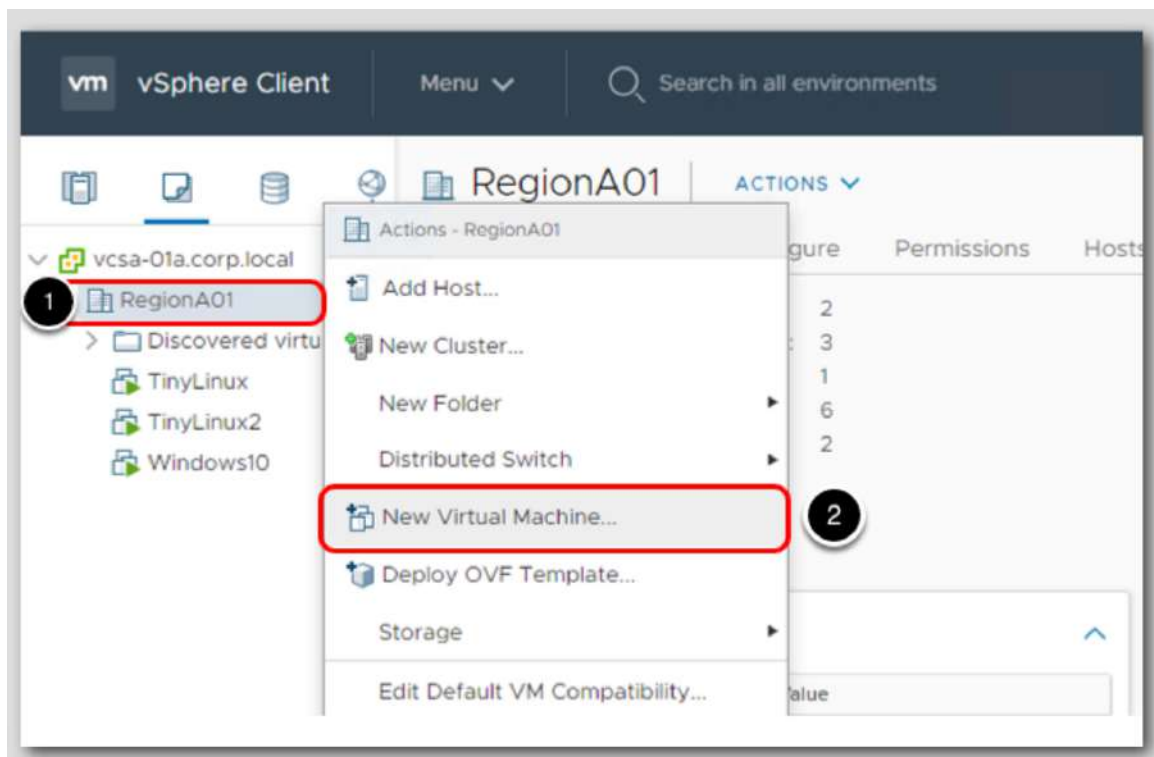 vm vSphere Client Menu Search in all environments
RegionA01 ACTIONS
Actions - RegionA01
gure Permissions Hosts
vcsa-01a.corp.local
Add Host...
1 RegionA01
2
Discovered virtu
New Cluster...
: 3
TinyLinux
1
New Folder
6
TinyLinux2
2
Windows10
Distributed Switch
New Virtual Machine... 2
Deploy OVF Template...
Storage
Edit Default VM Compatibility...
alue